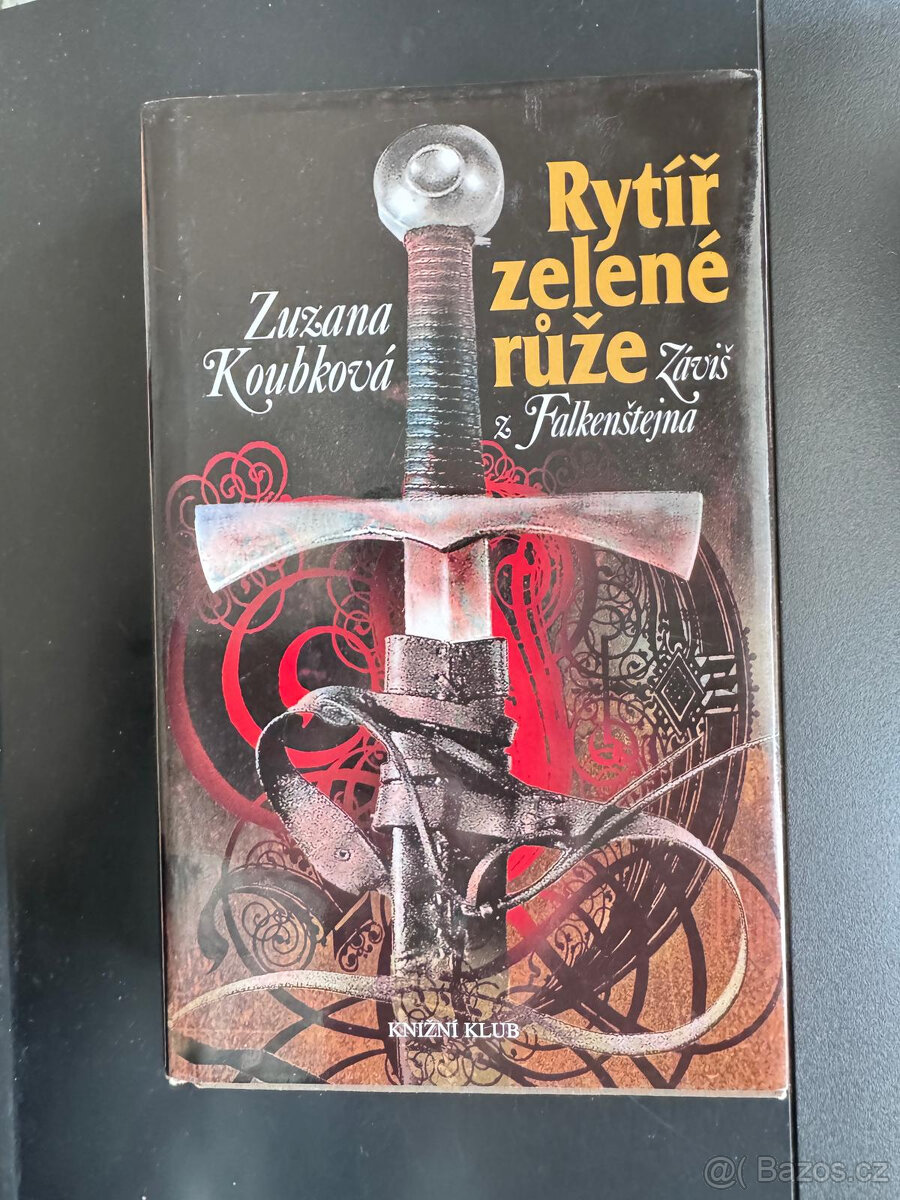 Rytíř
zelené
růže Záviš
z Falkenštejna
Zuzana
Koubková
KNIŽNÍ KLUB
@( Bazos.cz